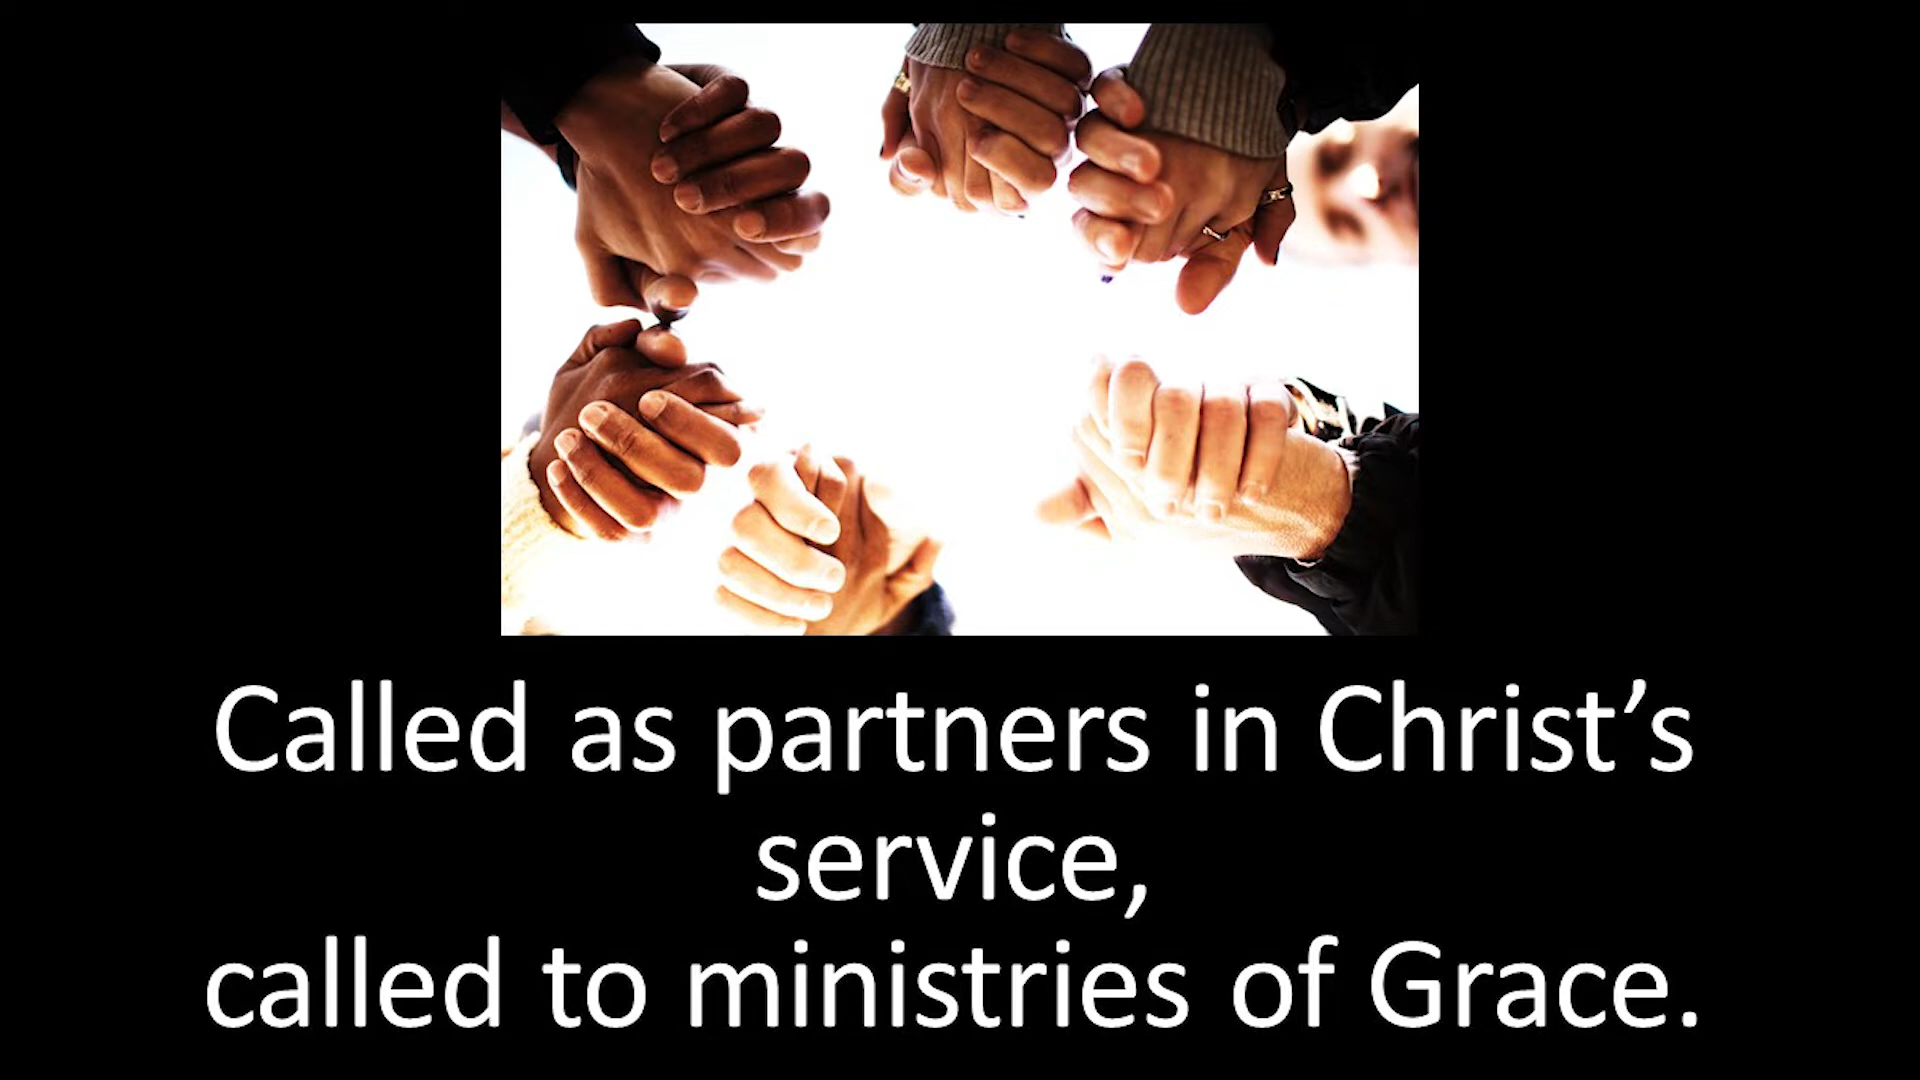 Called as partners in Christ’s
service,
called to ministries of Grace.